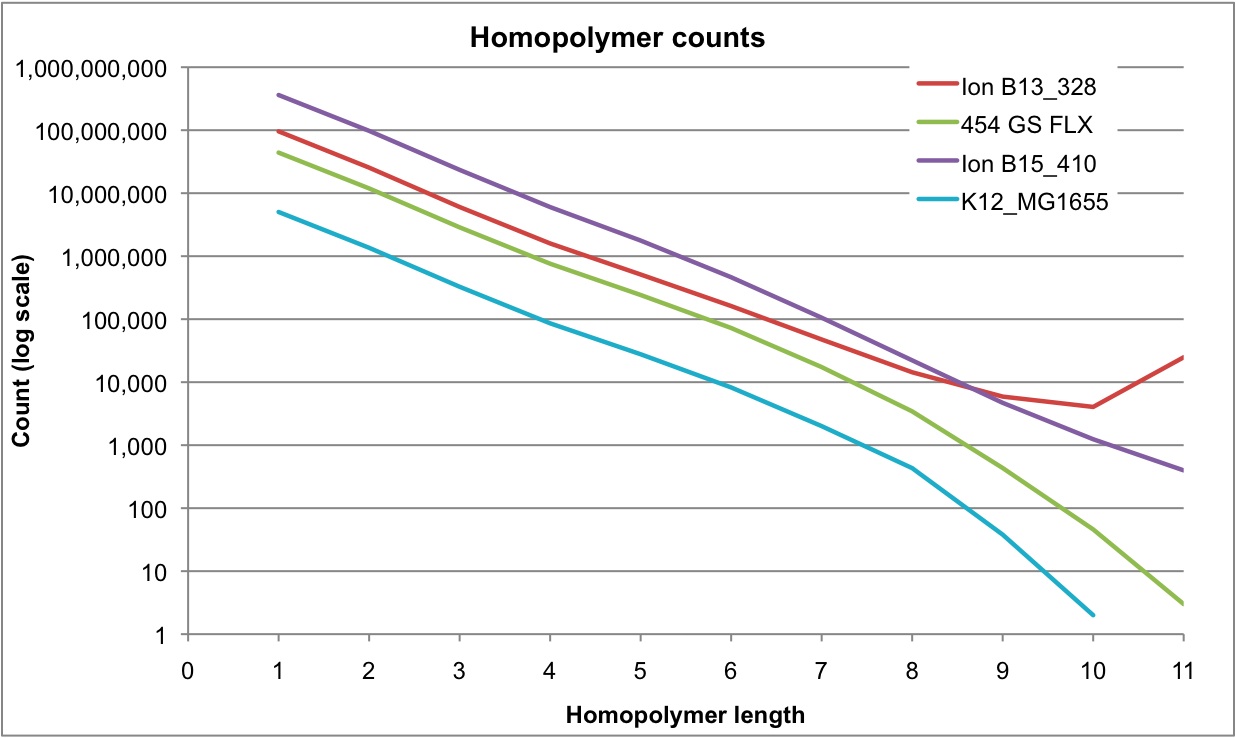 Homopolymer counts
1,000,000,000
100,000,000
10,000,000
1,000,000
100,000
10,000
1,000
100
10
1
Count (log scale)
Ion B13_328
454 GS FLX
Ion B15_410
K12_MG1655
0 1 2 3 4 5 6 7 8 9 10 11
Homopolymer length